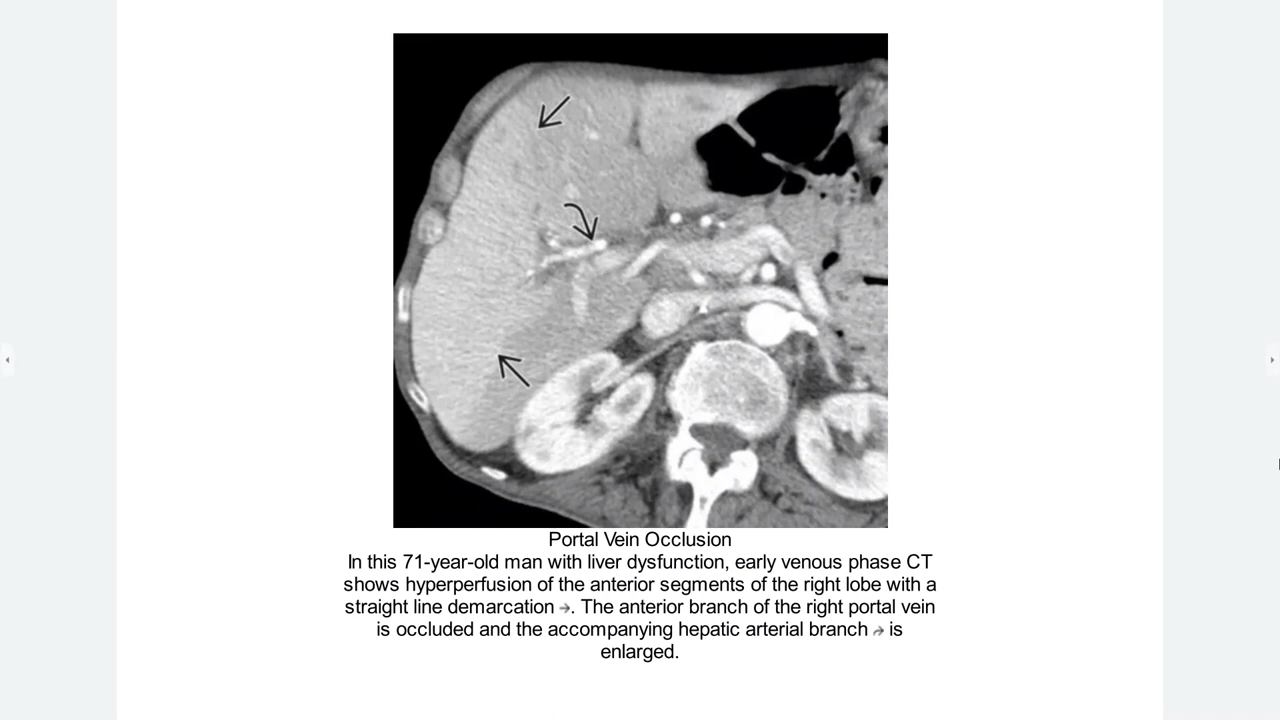 Portal Vein Occlusion
In this 71-year-old man with liver dysfunction, early venous phase CT
shows hyperperfusion of the anterior segments of the right lobe with a
straight line demarcation →. The anterior branch of the right portal vein
is occluded and the accompanying hepatic arterial branch ⤳ is
enlarged.